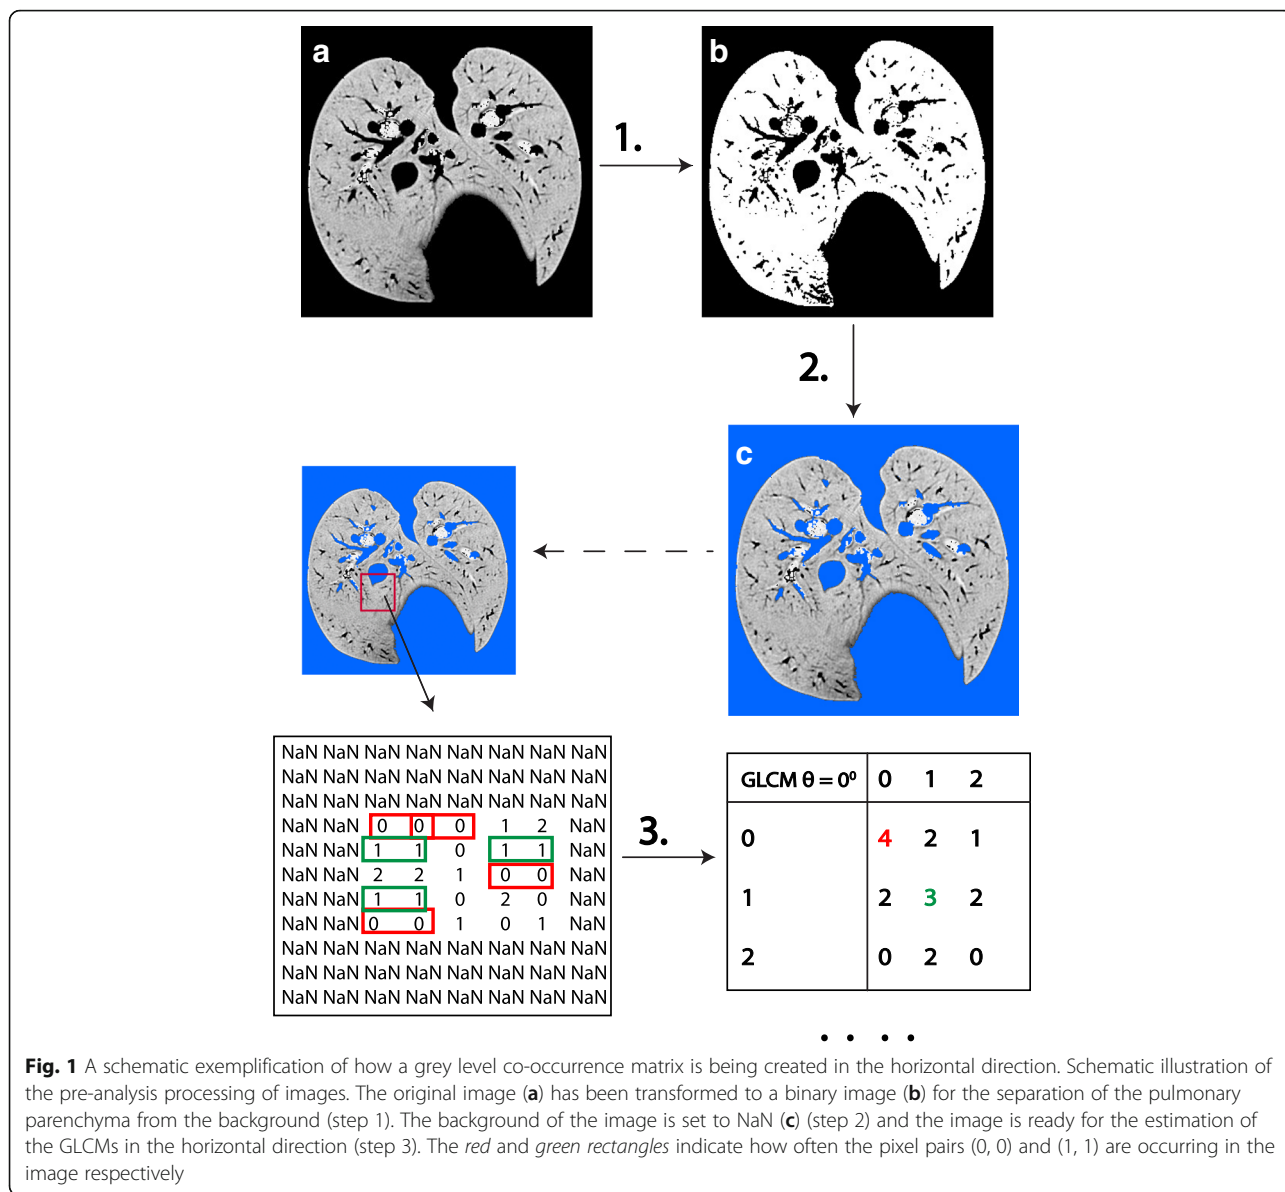 a
b
1.
2.
c
NaN NaN NaN NaN NaN NaN NaN NaN
NaN NaN NaN NaN NaN NaN NaN NaN
NaN NaN NaN NaN NaN NaN NaN NaN
NaN NaN 0 0 0 1 2 NaN
NaN NaN 1 1 0 1 1 NaN
NaN NaN 2 2 1 0 0 NaN
NaN NaN 1 1 0 2 0 NaN
NaN NaN 0 0 1 0 1 NaN
NaN NaN NaN NaN NaN NaN NaN NaN
NaN NaN NaN NaN NaN NaN NaN NaN
NaN NaN NaN NaN NaN NaN NaN NaN
3.
GLCM θ = 0⁰ 0 1 2
0 4 2 1
1 2 3 2
2 0 2 0
. . . .
Fig. 1 A schematic exemplification of how a grey level co-occurrence matrix is being created in the horizontal direction. Schematic illustration of
the pre-analysis processing of images. The original image (a) has been transformed to a binary image (b) for the separation of the pulmonary
parenchyma from the background (step 1). The background of the image is set to NaN (c) (step 2) and the image is ready for the estimation of
the GLCMs in the horizontal direction (step 3). The red and green rectangles indicate how often the pixel pairs (0, 0) and (1, 1) are occurring in the
image respectively